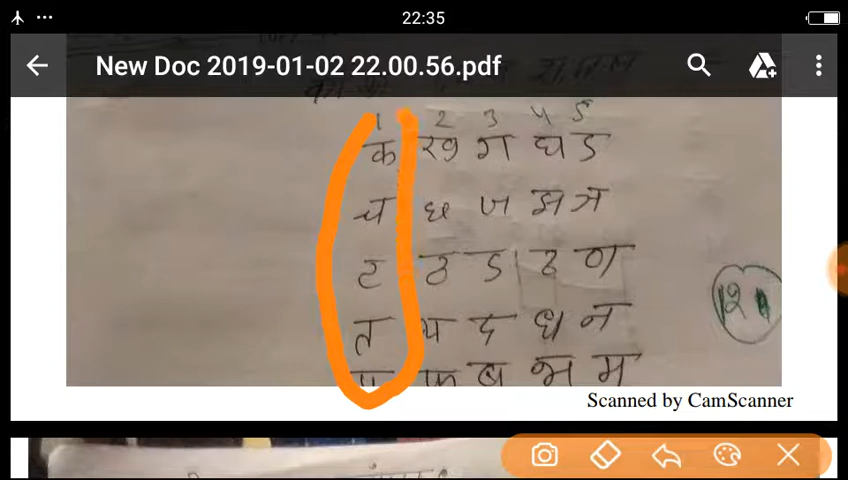 22:35
New Doc 2019-01-02 22.00.56.pdf
1 2 3 4 5
क ख ग घ ङ
च छ ज झ ञ
ट ठ ड ढ ण
त थ द ध न
प फ ब भ म
Scanned by CamScanner